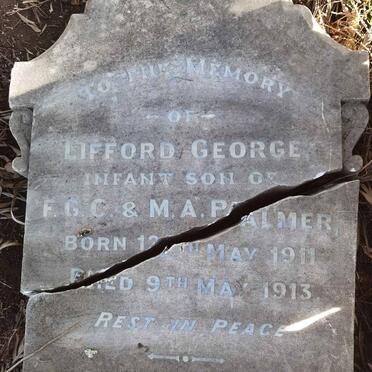 TO THE MEMORY
OF
LIFFORD GEORGE
INFANT SON OF
F.G.C. & M.A. PALMER,
BORN 12TH MAY 1911
DIED 9TH MAY 1913
REST IN PEACE